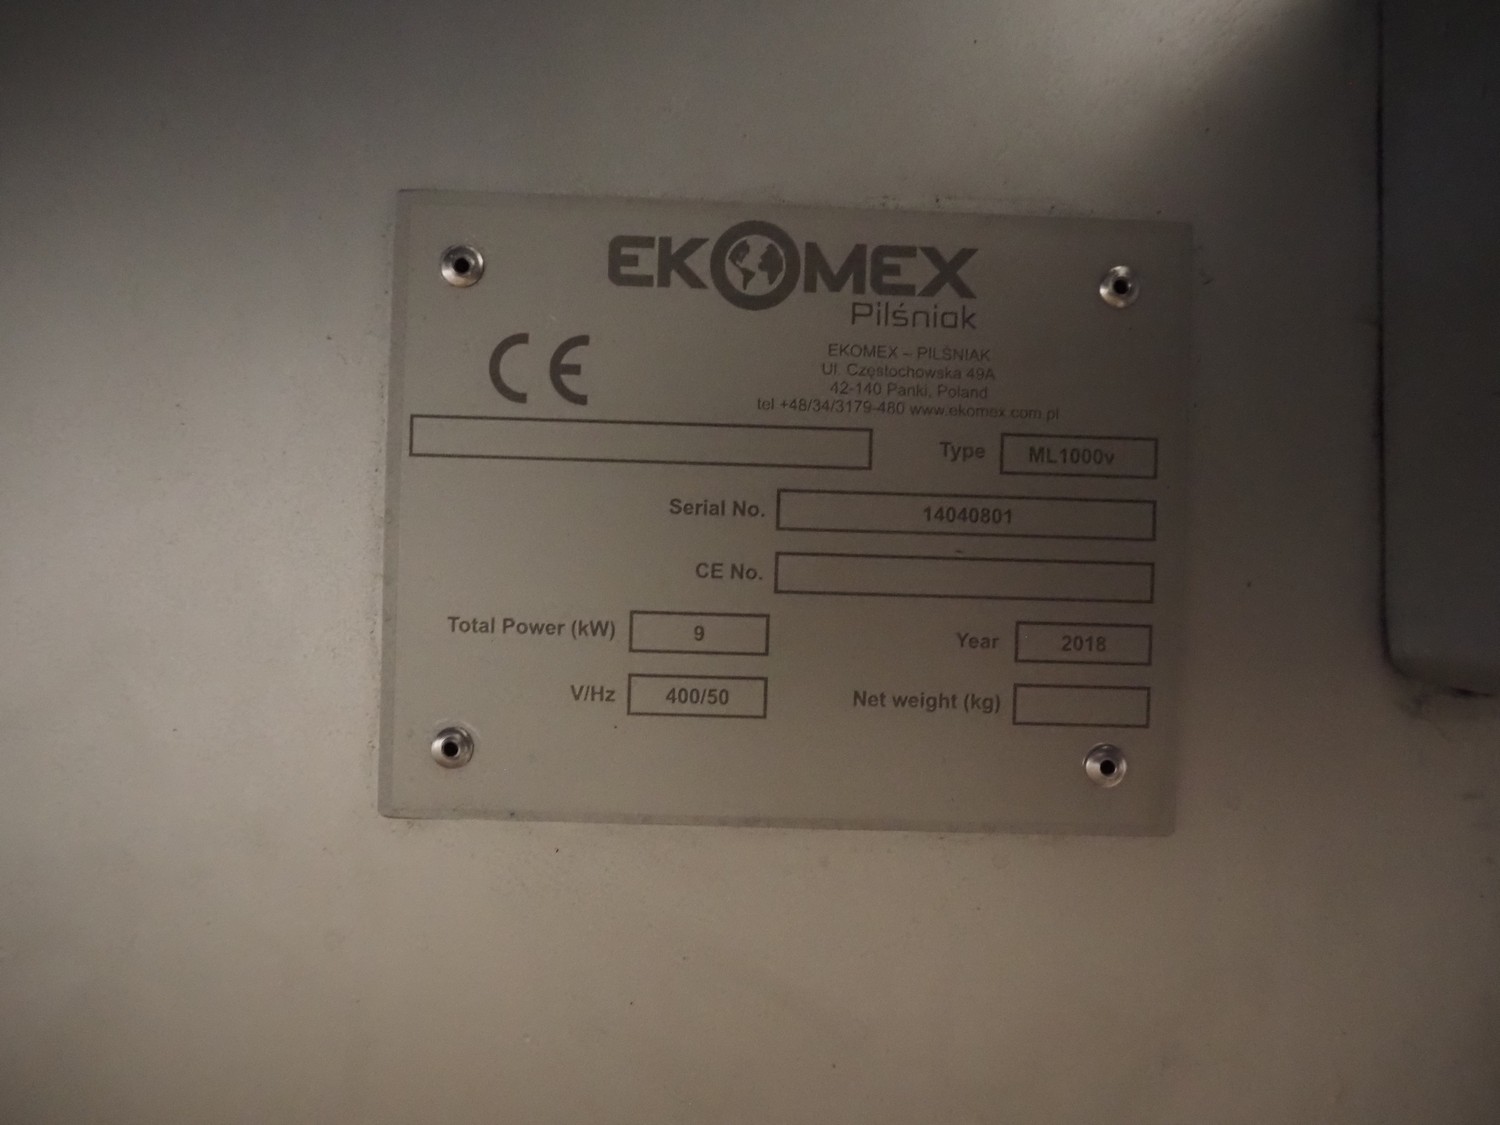 EKOMEX
Pilśniak
CE
EKOMEX – PILŚNIAK
Ul. Częstochowska 49A
42-140 Panki, Poland
tel +48/34/3179-480 www.ekomex.com.pl
Type ML1000v
Serial No. 14040801
CE No.
Total Power (kW) 9 Year 2018
V/Hz 400/50 Net weight (kg)